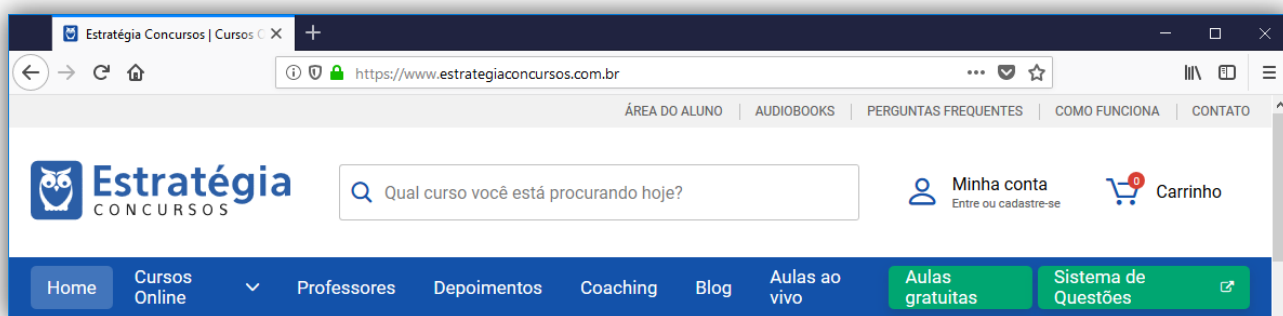 Estratégia Concursos | Cursos
https://www.estrategiaconcursos.com.br
ÁREA DO ALUNO | AUDIOBOOKS | PERGUNTAS FREQUENTES | COMO FUNCIONA | CONTATO
Estratégia
CONCURSOS
Qual curso você está procurando hoje?
Minha conta
Entre ou cadastre-se
0
Carrinho
Home
Cursos
Online
Professores
Depoimentos
Coaching
Blog
Aulas ao
vivo
Aulas
gratuitas
Sistema de
Questões